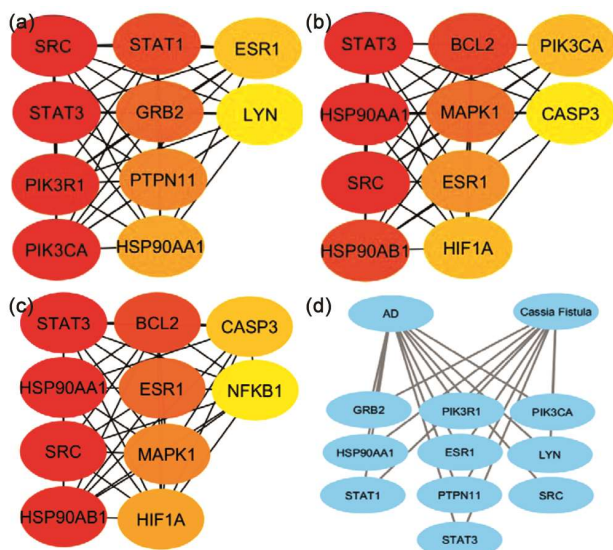 (a)
SRC
STAT1
ESR1
STAT3
GRB2
LYN
PIK3R1
PTPN11
PIK3CA
HSP90AA1
(b)
STAT3
BCL2
PIK3CA
HSP90AA1
MAPK1
CASP3
SRC
ESR1
HSP90AB1
HIF1A
(c)
STAT3
BCL2
CASP3
HSP90AA1
ESR1
NFKB1
SRC
MAPK1
HSP90AB1
HIF1A
(d)
AD
Cassia Fistula
GRB2
PIK3R1
PIK3CA
HSP90AA1
ESR1
LYN
STAT1
PTPN11
SRC
STAT3